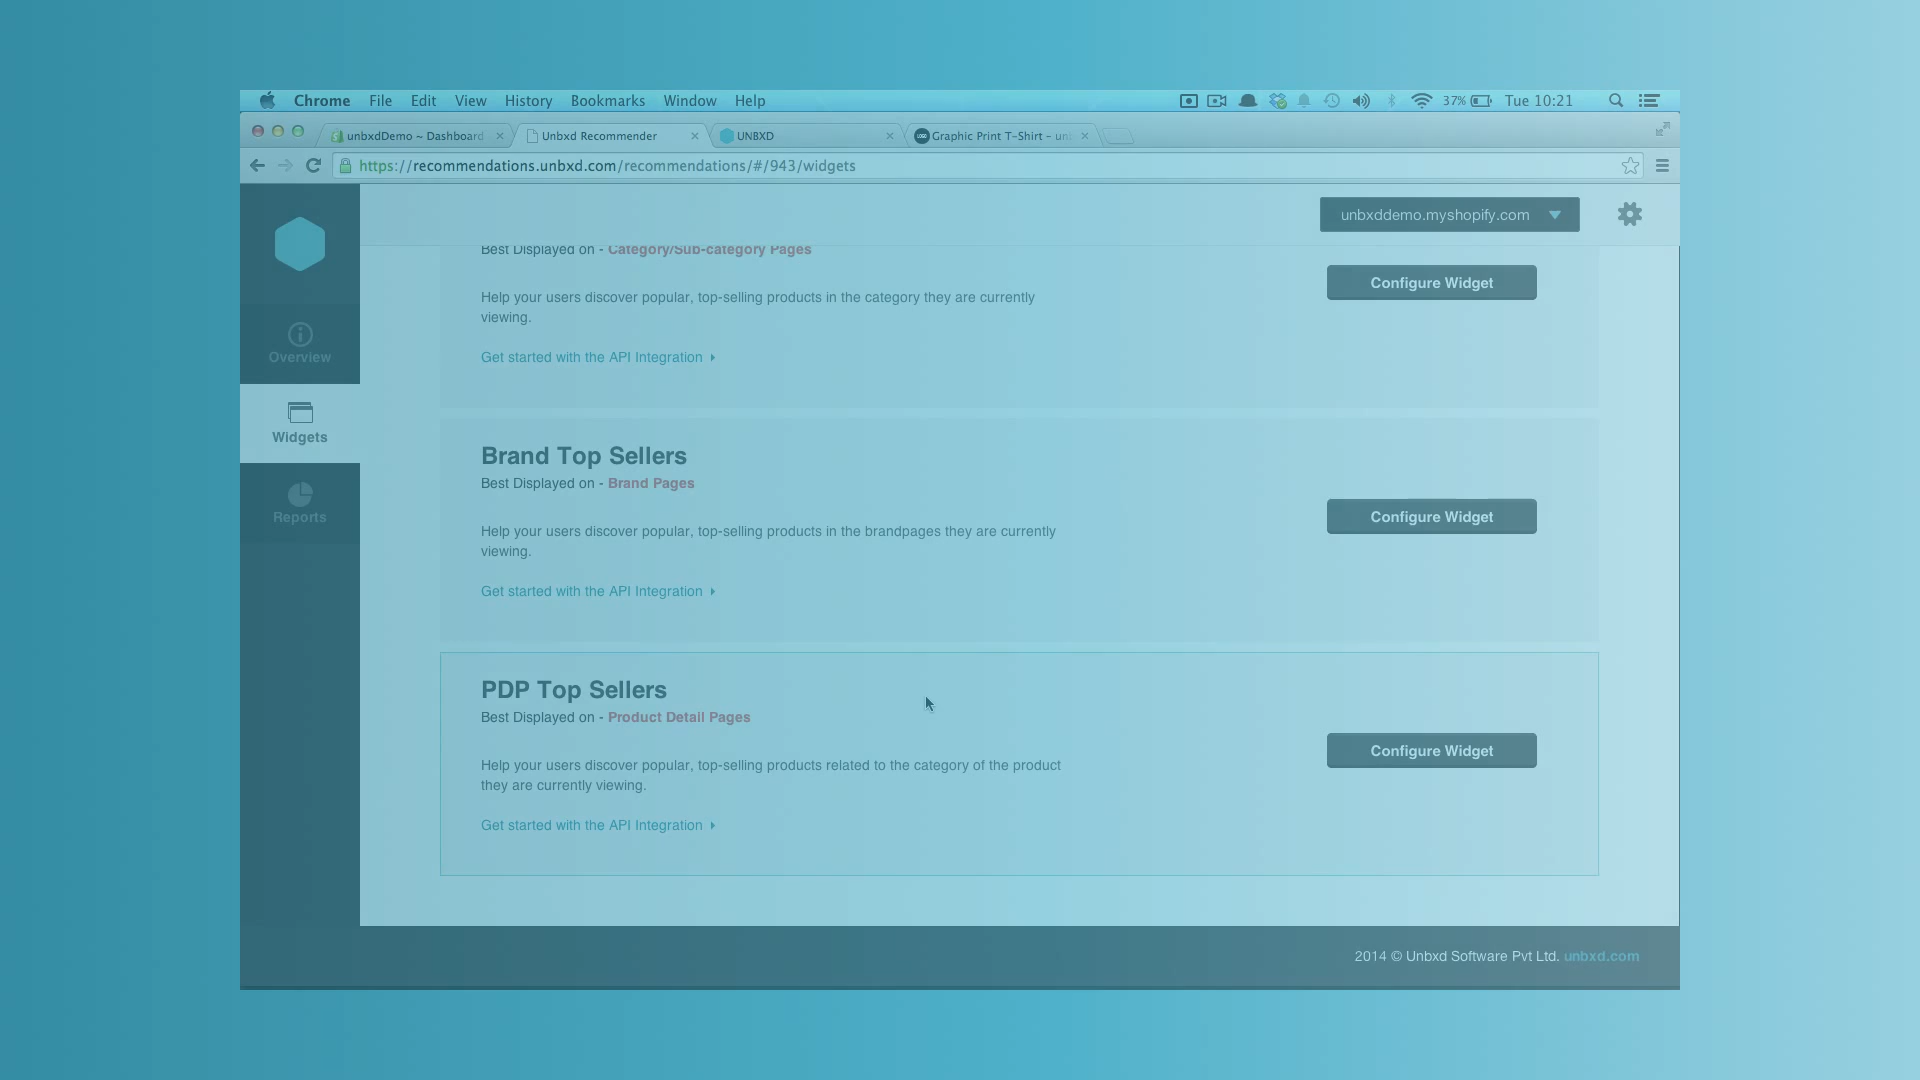 Chrome File Edit View History Bookmarks Window Help 37% Tue 10:21
unbxdDemo ~ Dashboard Unbxd Recommender UNBXD Graphic Print T-Shirt – un
https://recommendations.unbxd.com/recommendations/#/943/widgets
unbxddemo.myshopify.com
Overview
Widgets
Reports
Best Displayed on - Category/Sub-category Pages
Configure Widget
Help your users discover popular, top-selling products in the category they are currently
viewing.
Get started with the API Integration
Brand Top Sellers
Best Displayed on - Brand Pages
Configure Widget
Help your users discover popular, top-selling products in the brandpages they are currently
viewing.
Get started with the API Integration
PDP Top Sellers
Best Displayed on - Product Detail Pages
Configure Widget
Help your users discover popular, top-selling products related to the category of the product
they are currently viewing.
Get started with the API Integration
2014 © Unbxd Software Pvt Ltd. unbxd.com